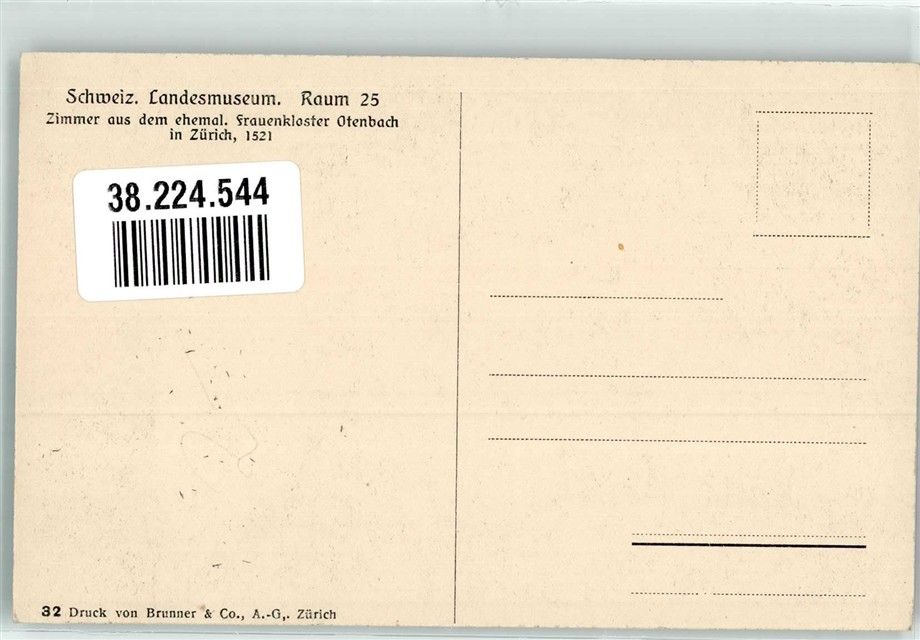 Schweiz. Landesmuseum. Raum 25
Zimmer aus dem ehemal. Frauenkloster Otenbach
in Zürich, 1521
38.224.544
32 Druck von Brunner & Co., A.-G,. Zürich